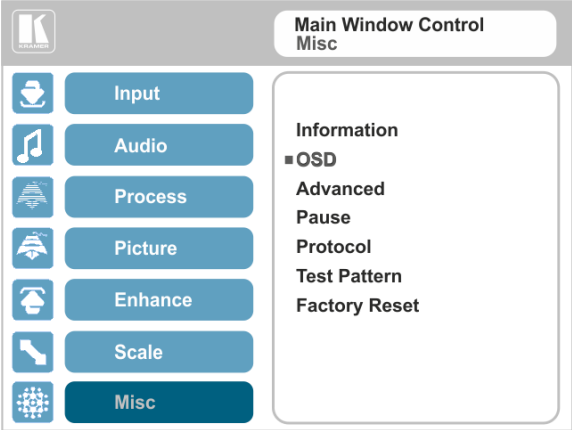 KRAMER
Main Window Control
Misc
Input
Audio
Process
Picture
Enhance
Scale
Misc
Information
OSD
Advanced
Pause
Protocol
Test Pattern
Factory Reset